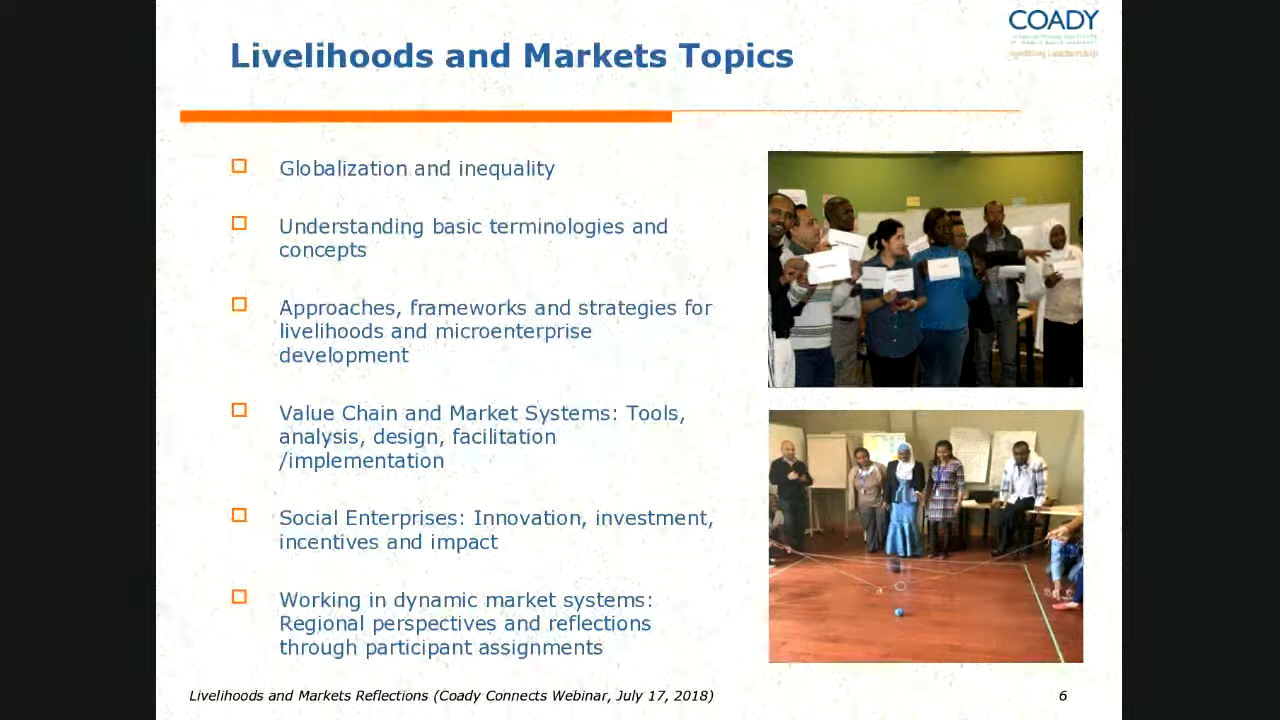 COADY
Livelihoods and Markets Topics
Globalization and inequality
Understanding basic terminologies and
concepts
Approaches, frameworks and strategies for
livelihoods and microenterprise
development
Value Chain and Market Systems: Tools,
analysis, design, facilitation
/implementation
Social Enterprises: Innovation, investment,
incentives and impact
Working in dynamic market systems:
Regional perspectives and reflections
through participant assignments
Livelihoods and Markets Reflections (Coady Connects Webinar, July 17, 2018)
6